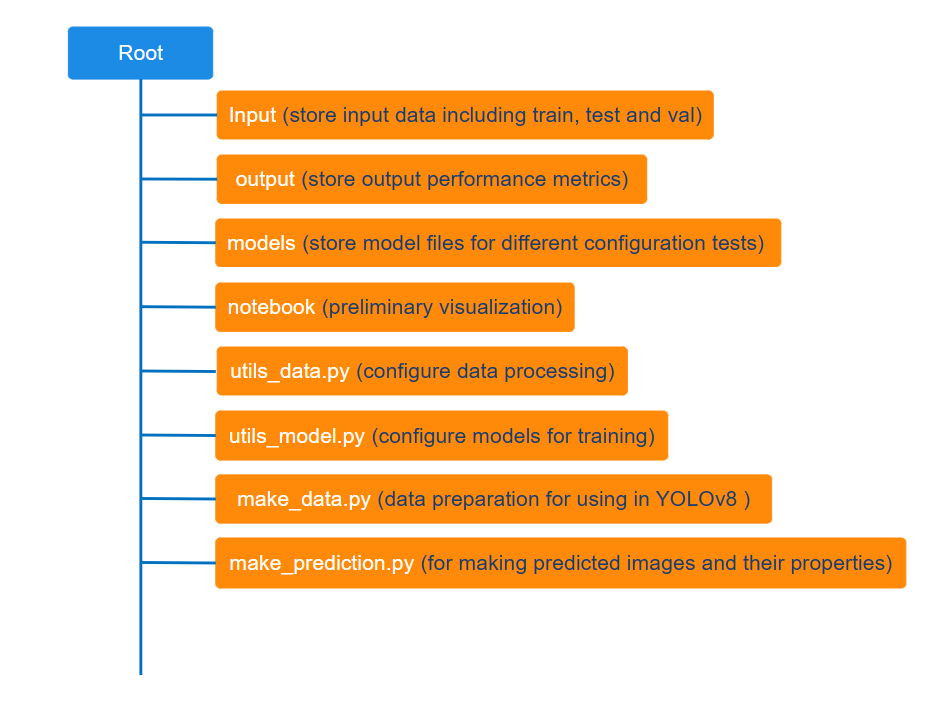 Root
Input (store input data including train, test and val)
output (store output performance metrics)
models (store model files for different configuration tests)
notebook (preliminary visualization)
utils_data.py (configure data processing)
utils_model.py (configure models for training)
make_data.py (data preparation for using in YOLOv8 )
make_prediction.py (for making predicted images and their properties)